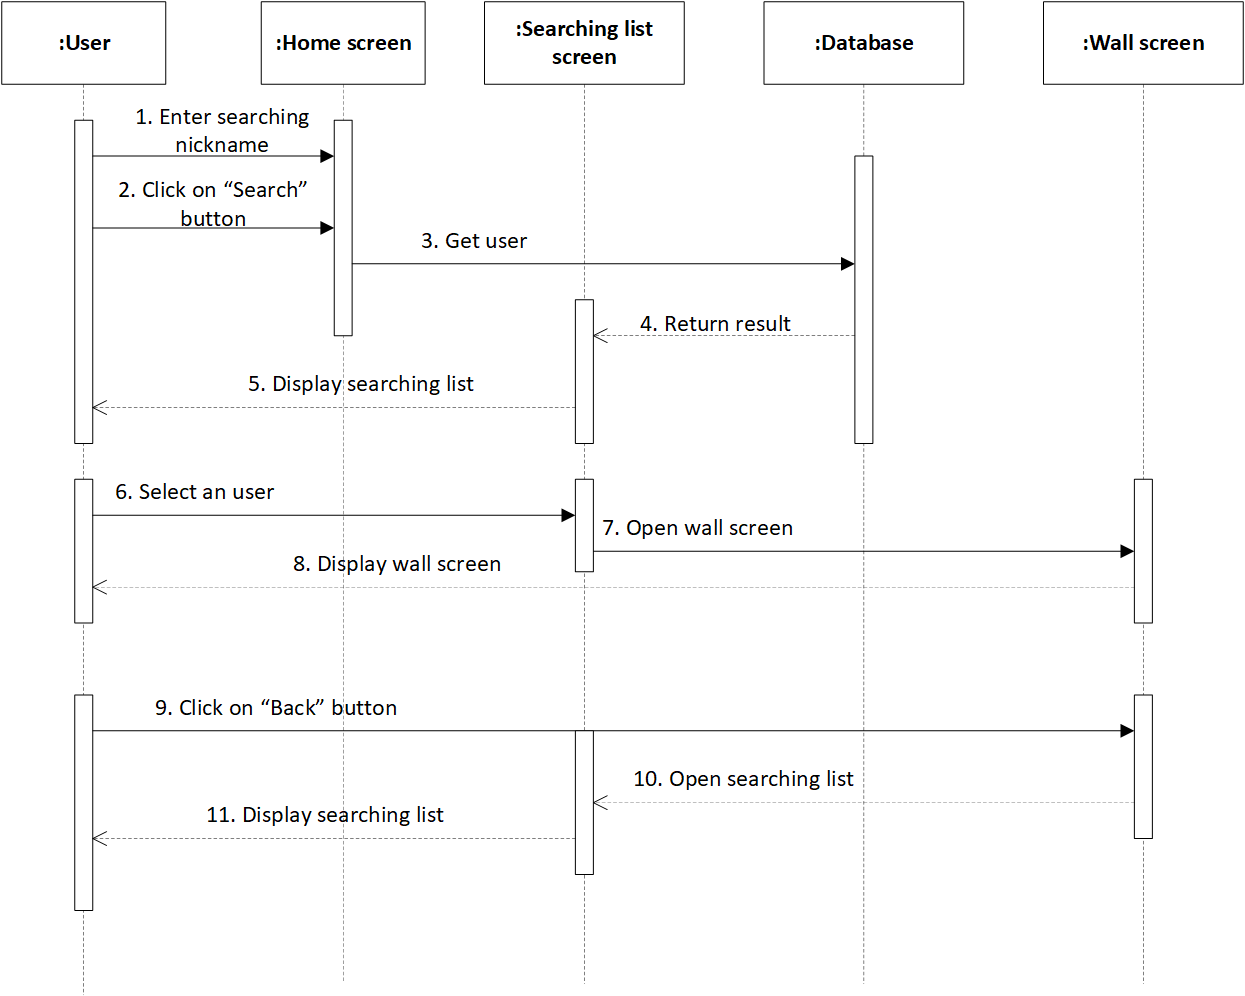 :User
:Home screen
:Searching list
screen
:Database
:Wall screen
1. Enter searching
nickname
2. Click on “Search”
button
3. Get user
4. Return result
5. Display searching list
6. Select an user
7. Open wall screen
8. Display wall screen
9. Click on “Back” button
10. Open searching list
11. Display searching list